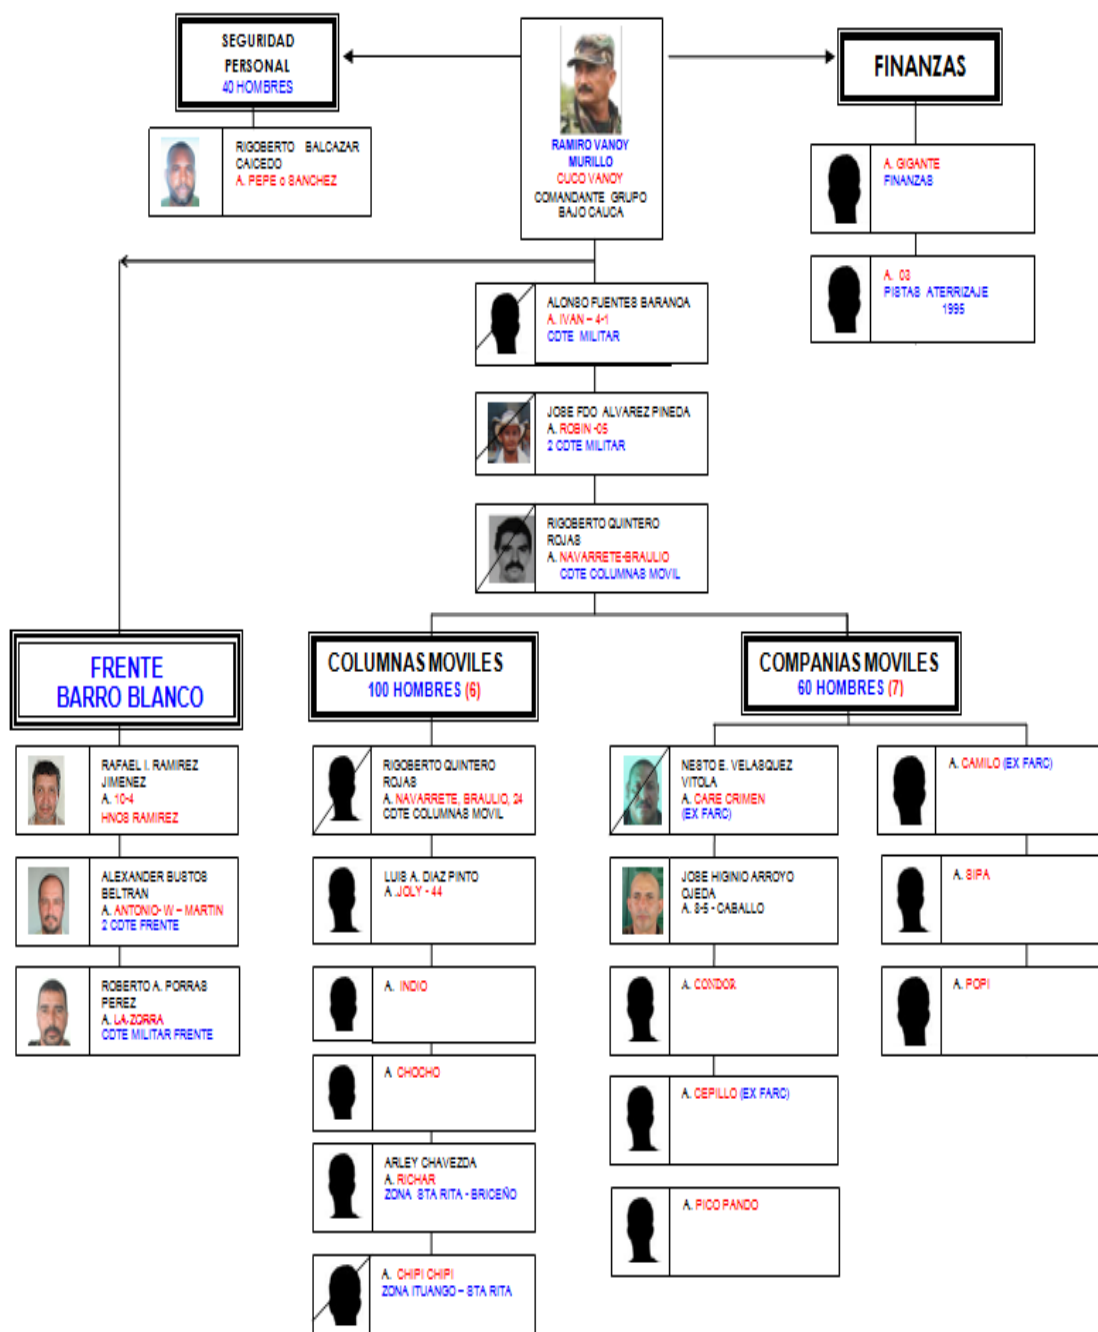 SEGURIDAD
PERSONAL
40 HOMBRES
RIGOBERTO BALCAZAR
CAICEDO
A. PEPE o SANCHEZ
RAMIRO VANOY
MURILLO
CUCO VANOY
COMANDANTE GRUPO
BAJO CAUCA
FINANZAS
A. GIGANTE
FINANZAS
A. 03
PISTAS ATERRIZAJE
1995
ALONSO FUENTES BARANOA
A. IVAN – 4-1
CDTE MILITAR
JOSE FDO ALVAREZ PINEDA
A. ROBIN -05
2 CDTE MILITAR
RIGOBERTO QUINTERO
ROJAS
A. NAVARRETE-BRAULIO
CDTE COLUMNAS MOVIL
FRENTE
BARRO BLANCO
RAFAEL I. RAMIREZ
JIMENEZ
A. 10-4
HNOS RAMIREZ
ALEXANDER BUSTOS
BELTRAN
A. ANTONIO- W – MARTIN
2 CDTE FRENTE
ROBERTO A. PORRAS
PEREZ
A. LA ZORRA
CDTE MILITAR FRENTE
COLUMNAS MOVILES
100 HOMBRES (6)
RIGOBERTO QUINTERO
ROJAS
A. NAVARRETE, BRAULIO, 24
CDTE COLUMNAS MOVIL
LUIS A. DIAZ PINTO
A. JOLY - 44
A. INDIO
A. CHOCHO
ARLEY CHAVEZDA
A. RICHAR
ZONA STA RITA - BRICEÑO
A. CHIPI CHIPI
ZONA ITUANGO – STA RITA
COMPANIAS MOVILES
60 HOMBRES (7)
NESTO E. VELASQUEZ
VITOLA
A. CARE CRIMEN
(EX FARC)
JOSE HIGINIO ARROYO
OJEDA
A. 8-5 - CABALLO
A. CONDOR
A. CEPILLO (EX FARC)
A. PICO PANDO
A. CAMILO (EX FARC)
A. SIPA
A. POPI